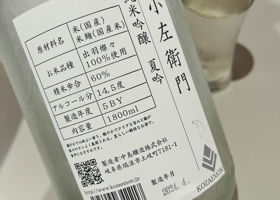 小左衛門
純米吟醸 夏吟
原材料名 米(国産)
米麹(国産米)
お米品種 出羽燦々
100%使用
精米歩合 60%
アルコール分 14.5度
製造年度 5BY
内容量 1800ml
製造者 中島醸造株式会社
岐阜県瑞浪市土岐町7181-1
www.kozaemon.jp
製造年月
2024.4.
KOZAEMON